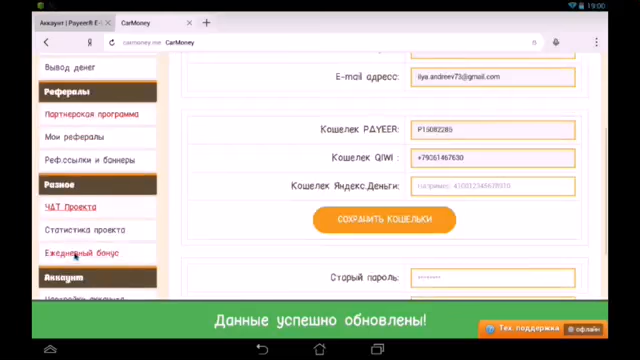 19:00
Аккаунт | Payeer® E-
CarMoney
carmoney.me CarMoney
Вывод денег
Рефералы
Партнерская программа
Мои рефералы
Реф.ссылки и баннеры
Разное
ЧАТ Проекта
Статистика проекта
Ежедневный бонус
Аккаунт
E-mail адресс:
ilya.andreev73@gmail.com
Кошелек PAYEER:
P15082285
Кошелек QIWI :
+79061467630
Кошелек Яндекс.Деньги:
СОХРАНИТЬ КОШЕЛЬКИ
Старый пароль:
Данные успешно обновлены!
Тех. поддержка
офлайн